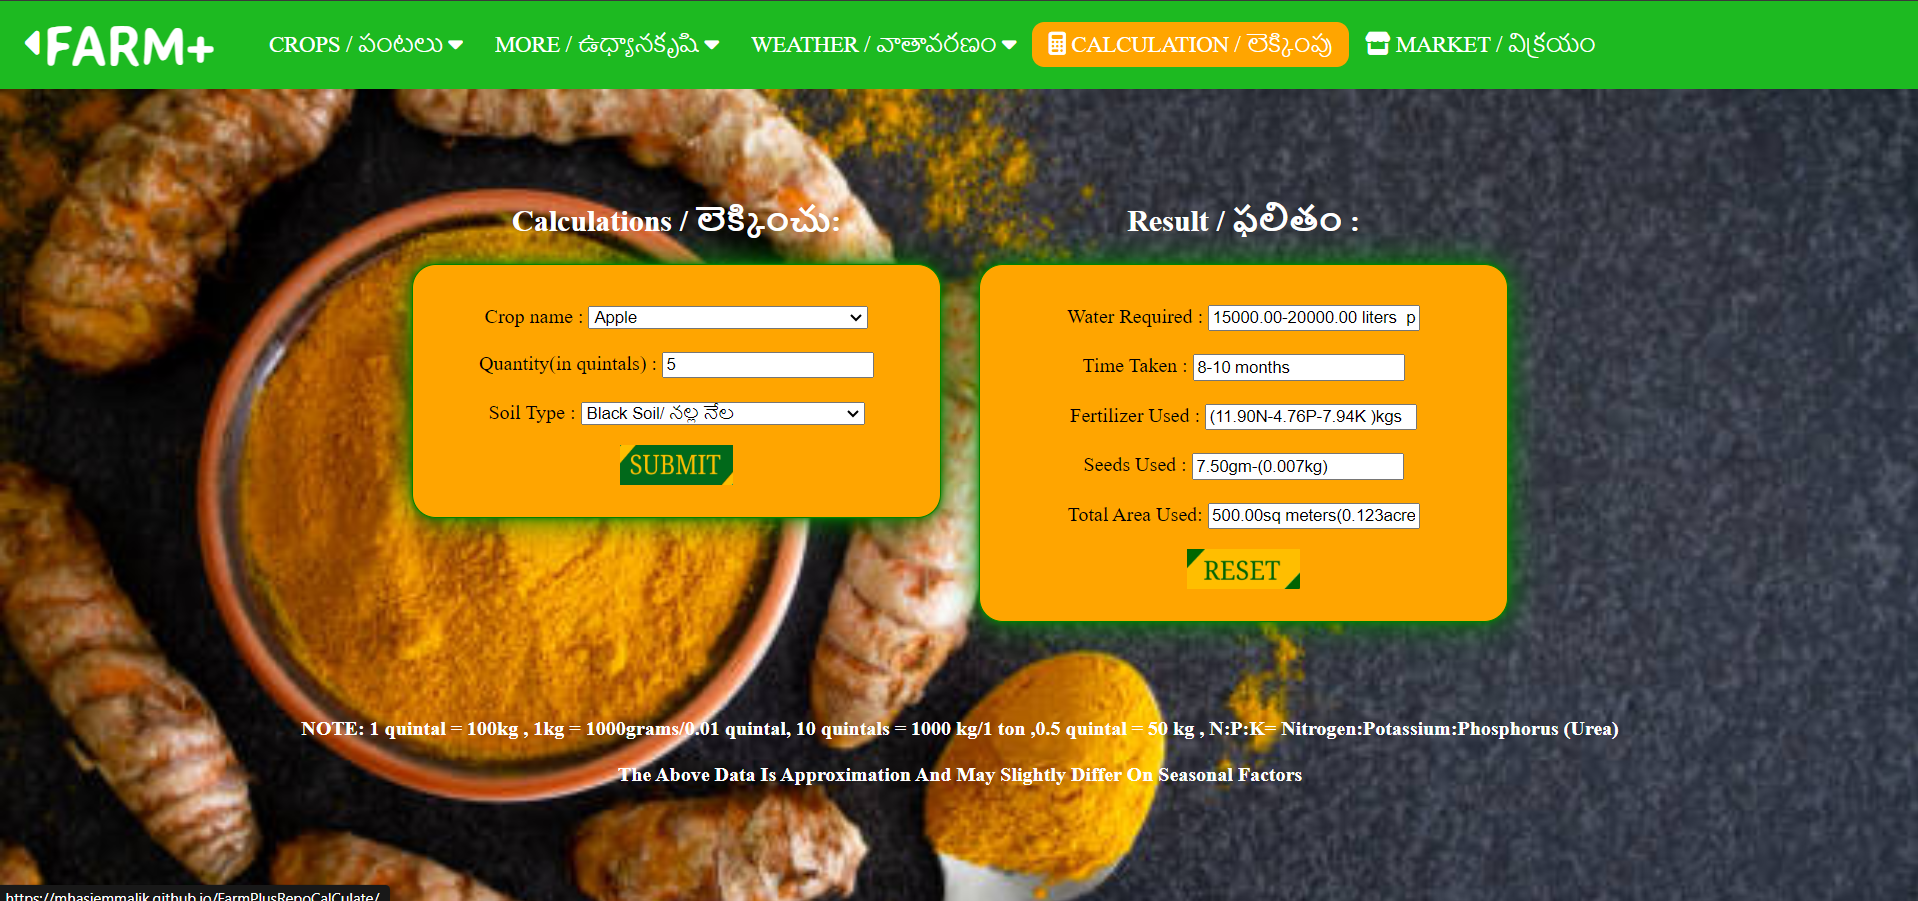 FARM+ CROPS / పంటలు MORE / ఉధ్యానకృషి WEATHER / వాతావరణం CALCULATION / లెక్కింపు MARKET / విక్రయం
Calculations / లెక్కించు:
Crop name : Apple
Quantity(in quintals) : 5
Soil Type : Black Soil/ నల్ల నేల
SUBMIT
Result / ఫలితం :
Water Required : 15000.00-20000.00 liters p
Time Taken : 8-10 months
Fertilizer Used : (11.90N-4.76P-7.94K )kgs
Seeds Used : 7.50gm-(0.007kg)
Total Area Used: 500.00sq meters(0.123acre
RESET
NOTE: 1 quintal = 100kg , 1kg = 1000grams/0.01 quintal, 10 quintals = 1000 kg/1 ton ,0.5 quintal = 50 kg , N:P:K= Nitrogen:Potassium:Phosphorus (Urea)
The Above Data Is Approximation And May Slightly Differ On Seasonal Factors
https://mhasiemmalik.github.io/FarmPlusRepoCalCulate/